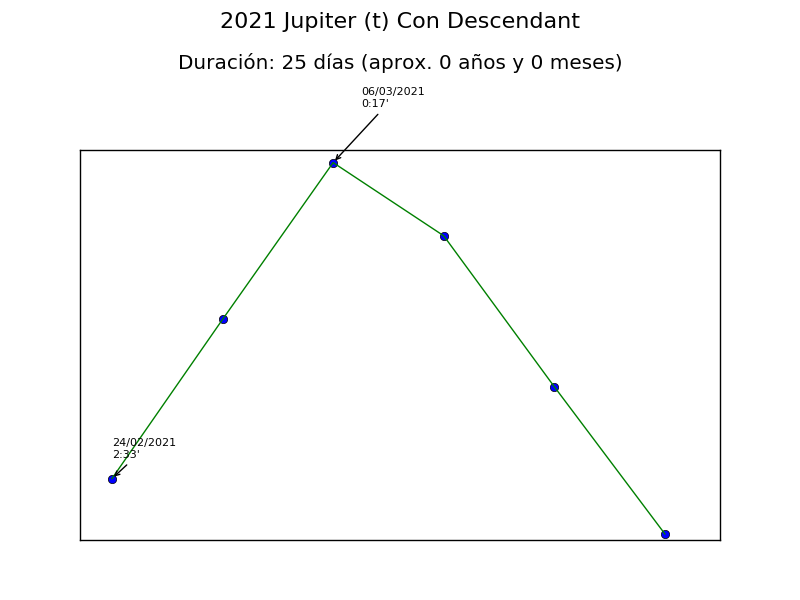 2021 Jupiter (t) Con Descendant
Duración: 25 días (aprox. 0 años y 0 meses)
06/03/2021
0:17'
24/02/2021
2:33'